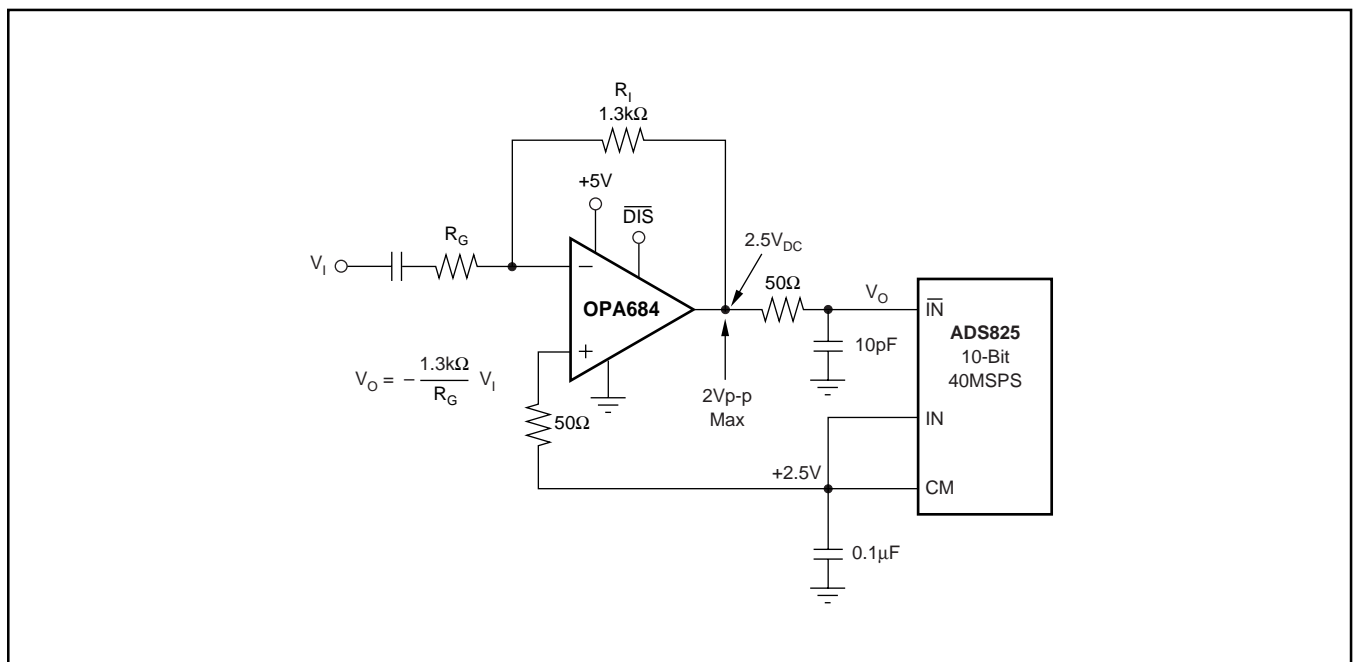 R_I
1.3kΩ
+5V
DIS
R_G
V_I
−
2.5V_DC
50Ω
V_O
IN
ADS825
10-Bit
40MSPS
OPA684
+
10pF
V_O = − 1.3kΩ / R_G V_I
2Vp-p
Max
50Ω
IN
+2.5V
CM
0.1µF